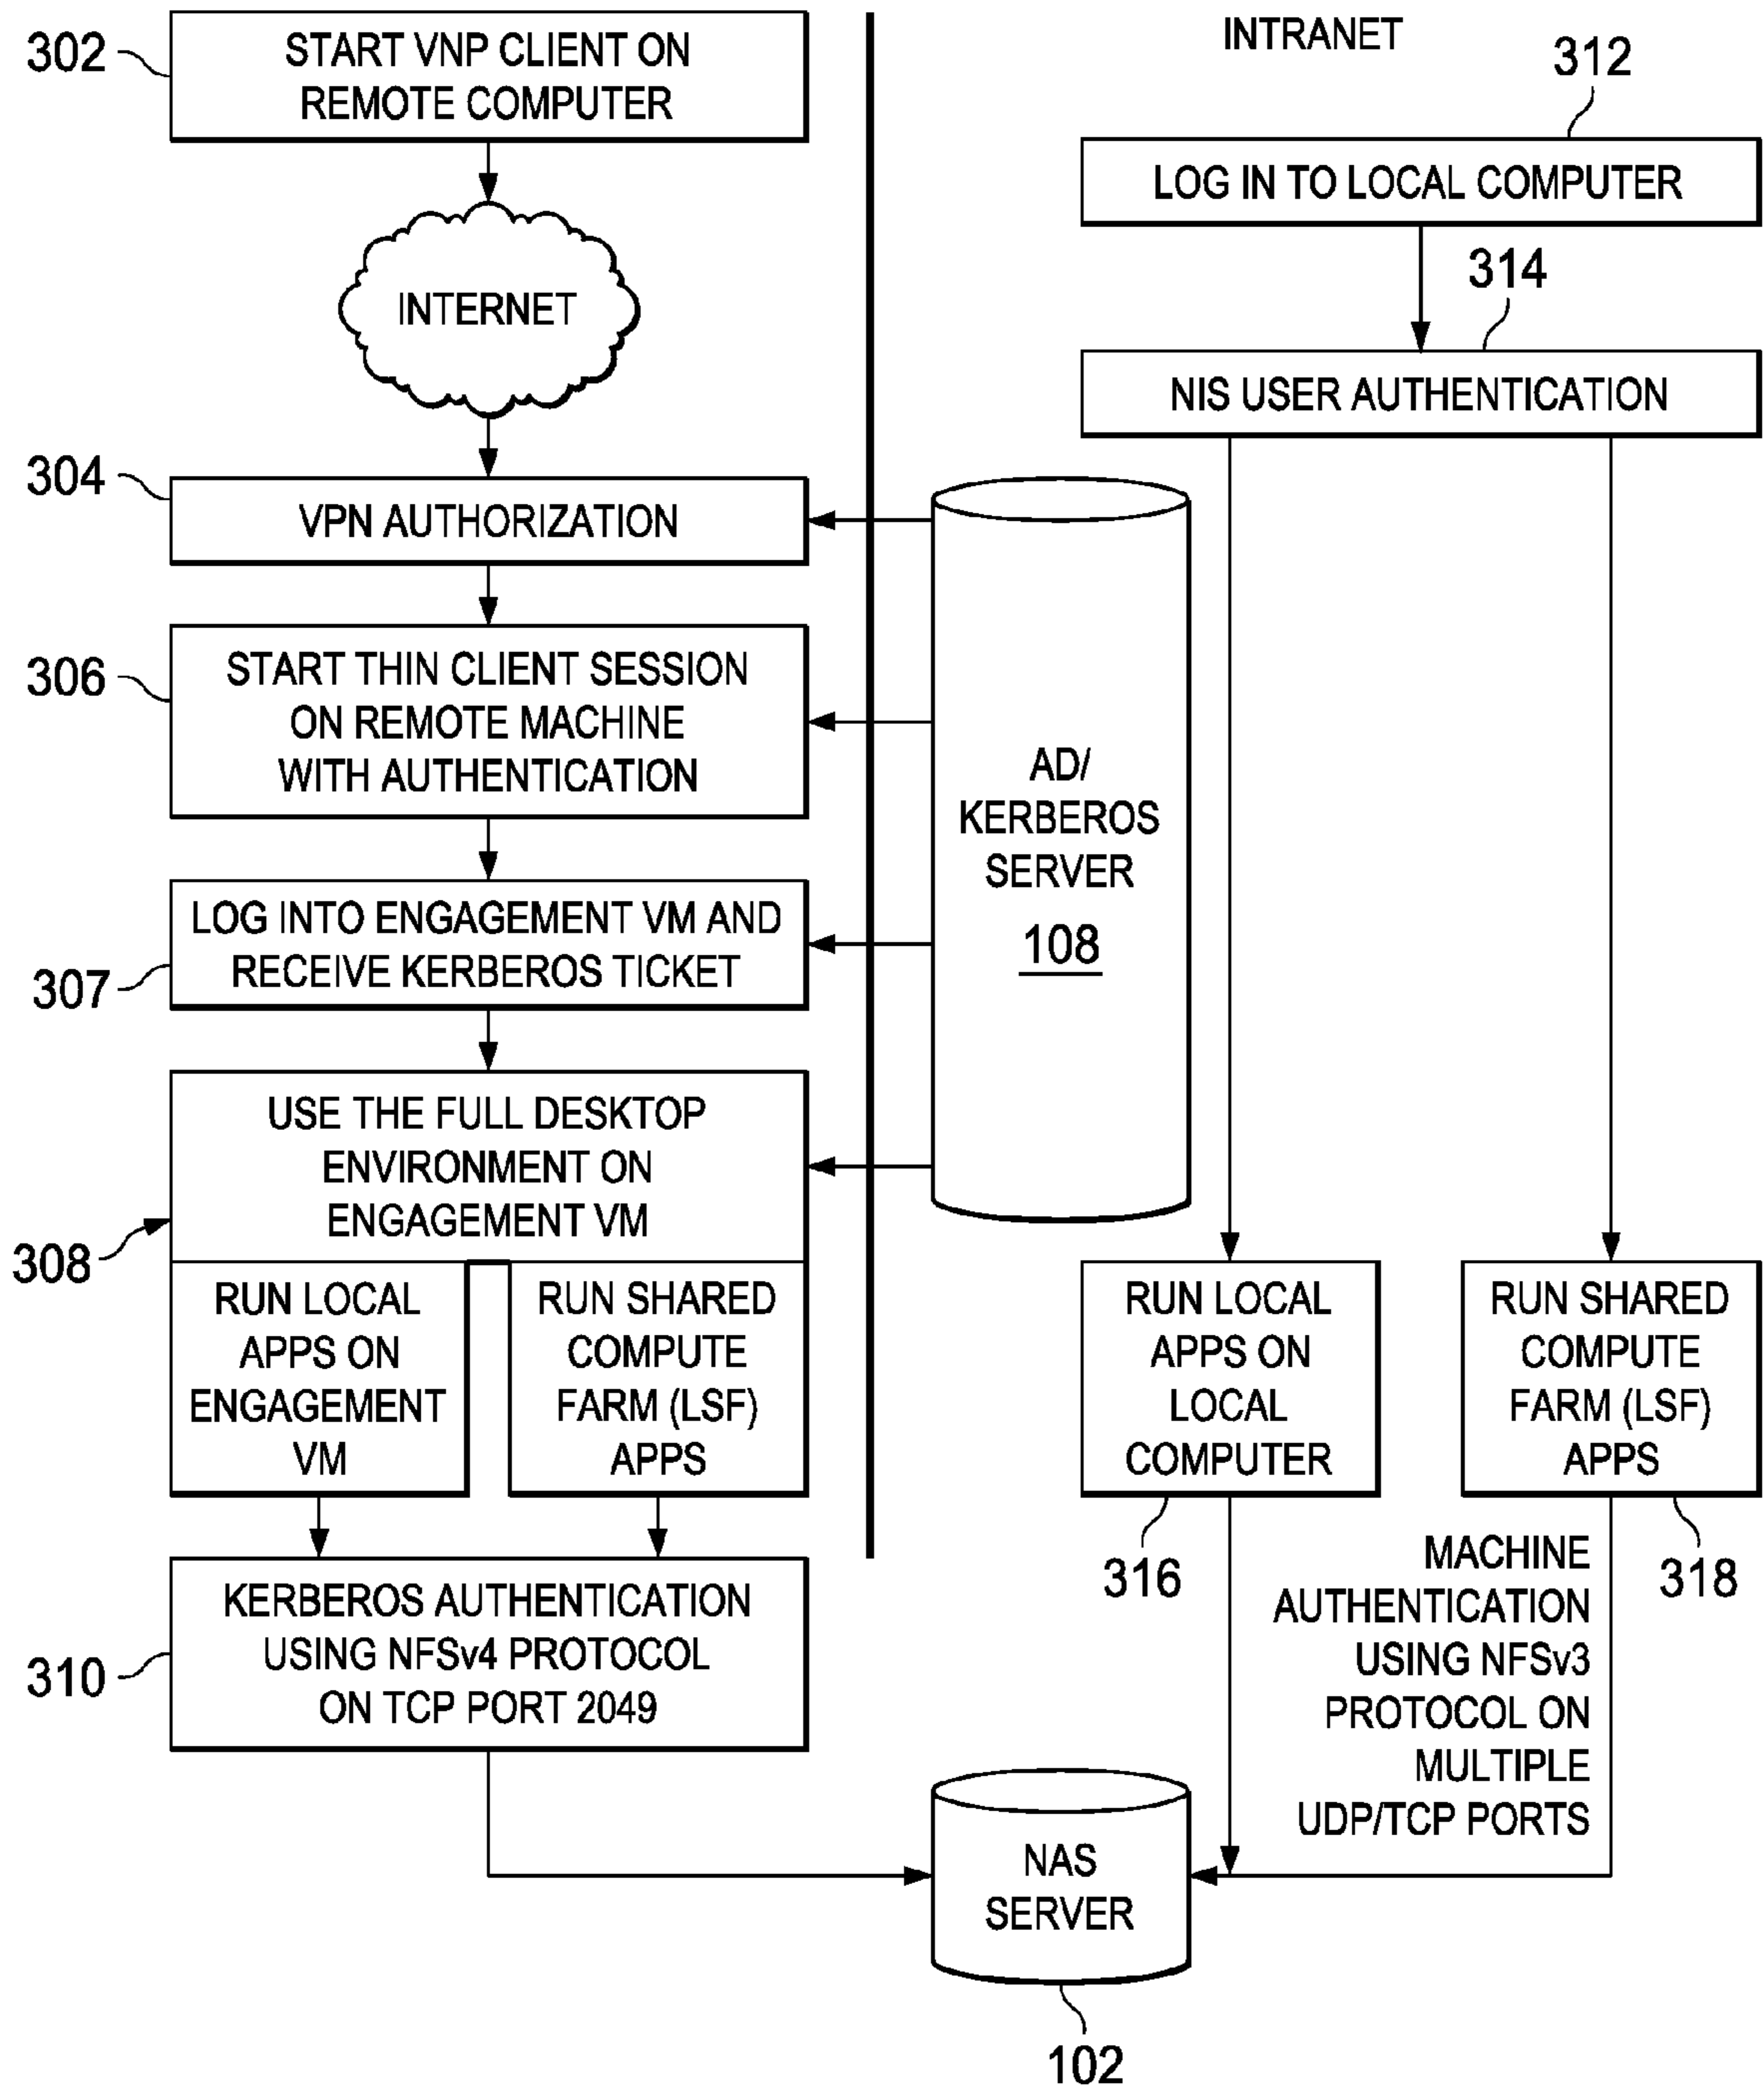 302
START VNP CLIENT ON
REMOTE COMPUTER
INTERNET
304
VPN AUTHORIZATION
306
START THIN CLIENT SESSION
ON REMOTE MACHINE
WITH AUTHENTICATION
LOG INTO ENGAGEMENT VM AND
RECEIVE KERBEROS TICKET
307
USE THE FULL DESKTOP
ENVIRONMENT ON
ENGAGEMENT VM
308
RUN LOCAL
APPS ON
ENGAGEMENT
VM
RUN SHARED
COMPUTE
FARM (LSF)
APPS
310
KERBEROS AUTHENTICATION
USING NFSv4 PROTOCOL
ON TCP PORT 2049
AD/
KERBEROS
SERVER
108
INTRANET
312
LOG IN TO LOCAL COMPUTER
314
NIS USER AUTHENTICATION
RUN LOCAL
APPS ON
LOCAL
COMPUTER
316
RUN SHARED
COMPUTE
FARM (LSF)
APPS
318
MACHINE
AUTHENTICATION
USING NFSv3
PROTOCOL ON
MULTIPLE
UDP/TCP PORTS
NAS
SERVER
102